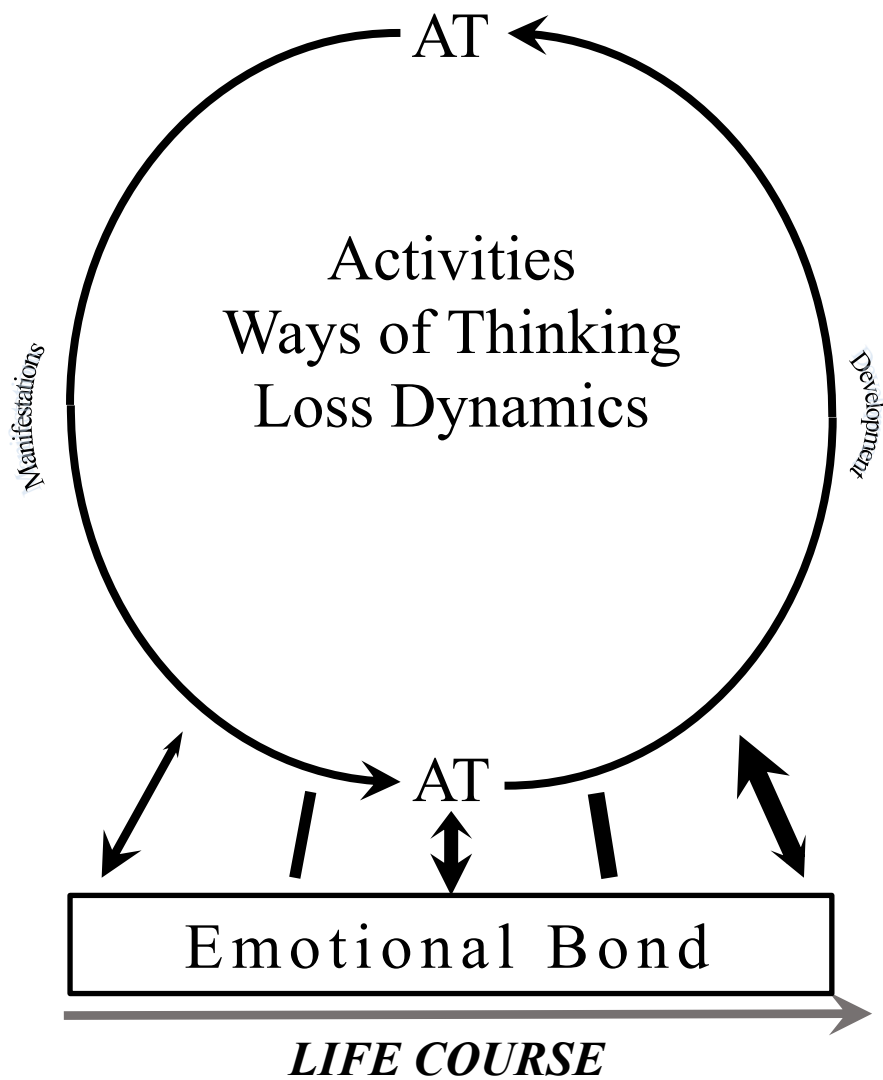 AT
Activities
Ways of Thinking
Loss Dynamics
Manifestations
Development
AT
Emotional Bond
LIFE COURSE